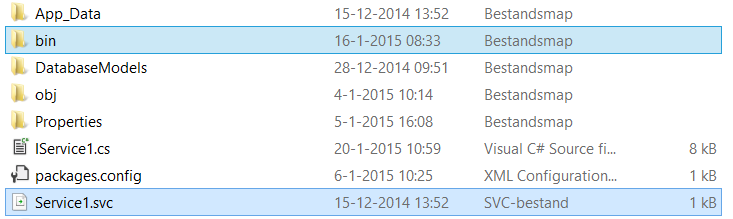 App_Data 15-12-2014 13:52 Bestandsmap
bin 16-1-2015 08:33 Bestandsmap
DatabaseModels 28-12-2014 09:51 Bestandsmap
obj 4-1-2015 10:14 Bestandsmap
Properties 5-1-2015 16:08 Bestandsmap
IService1.cs 20-1-2015 10:59 Visual C# Source fi... 8 kB
packages.config 6-1-2015 10:25 XML Configuration... 1 kB
Service1.svc 15-12-2014 13:52 SVC-bestand 1 kB